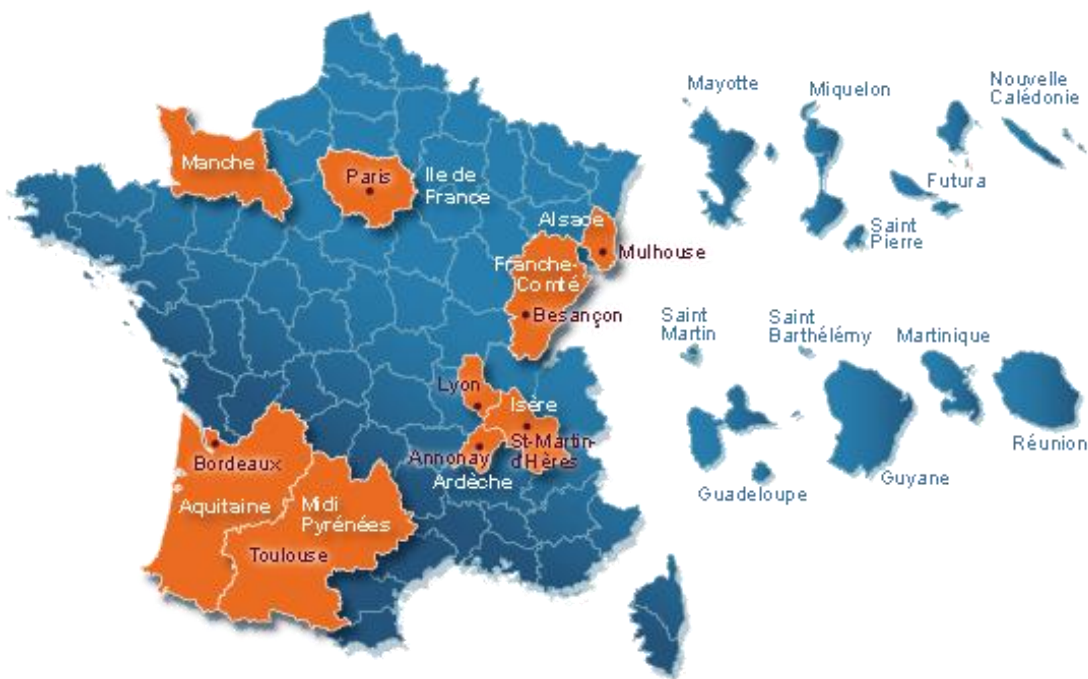 Manche
Paris
Ile de
France
Alsace
Mulhouse
Franche-
Comté
Besançon
Lyon
Isère
St-Martin-
d'Hères
Annonay
Ardèche
Bordeaux
Aquitaine
Midi
Pyrénées
Toulouse
Mayotte
Miquelon
Nouvelle
Calédonie
Futura
Saint
Pierre
Saint
Martin
Saint
Barthélémy
Martinique
Réunion
Guyane
Guadeloupe